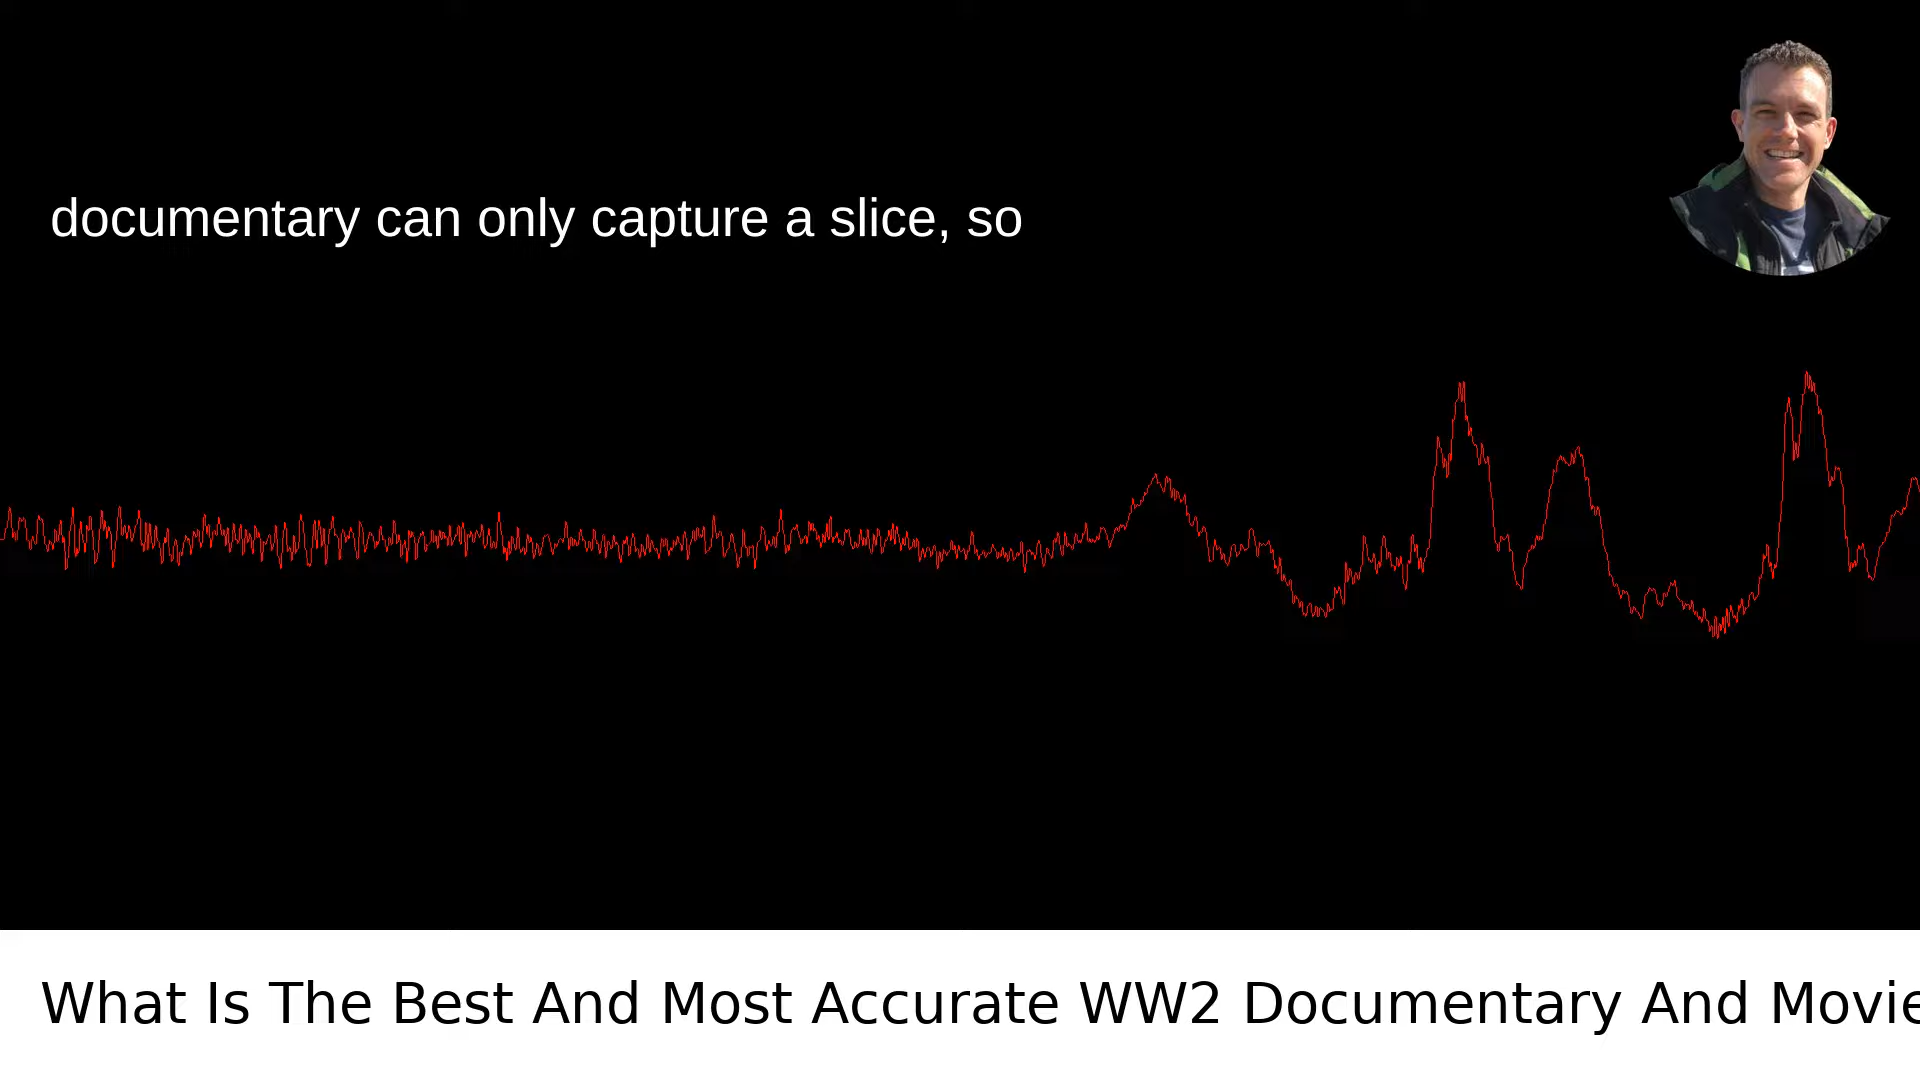 documentary can only capture a slice, so
What Is The Best And Most Accurate WW2 Documentary And Movie